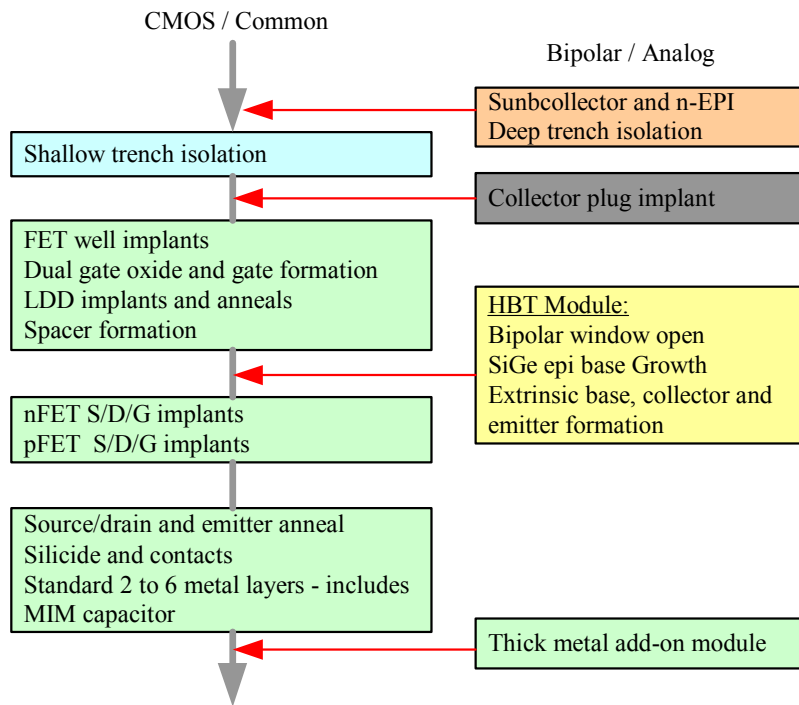 CMOS / Common
Bipolar / Analog
Sunbcollector and n-EPI
Deep trench isolation
Shallow trench isolation
Collector plug implant
FET well implants
Dual gate oxide and gate formation
LDD implants and anneals
Spacer formation
HBT Module:
Bipolar window open
SiGe epi base Growth
Extrinsic base, collector and
emitter formation
nFET S/D/G implants
pFET S/D/G implants
Source/drain and emitter anneal
Silicide and contacts
Standard 2 to 6 metal layers - includes
MIM capacitor
Thick metal add-on module